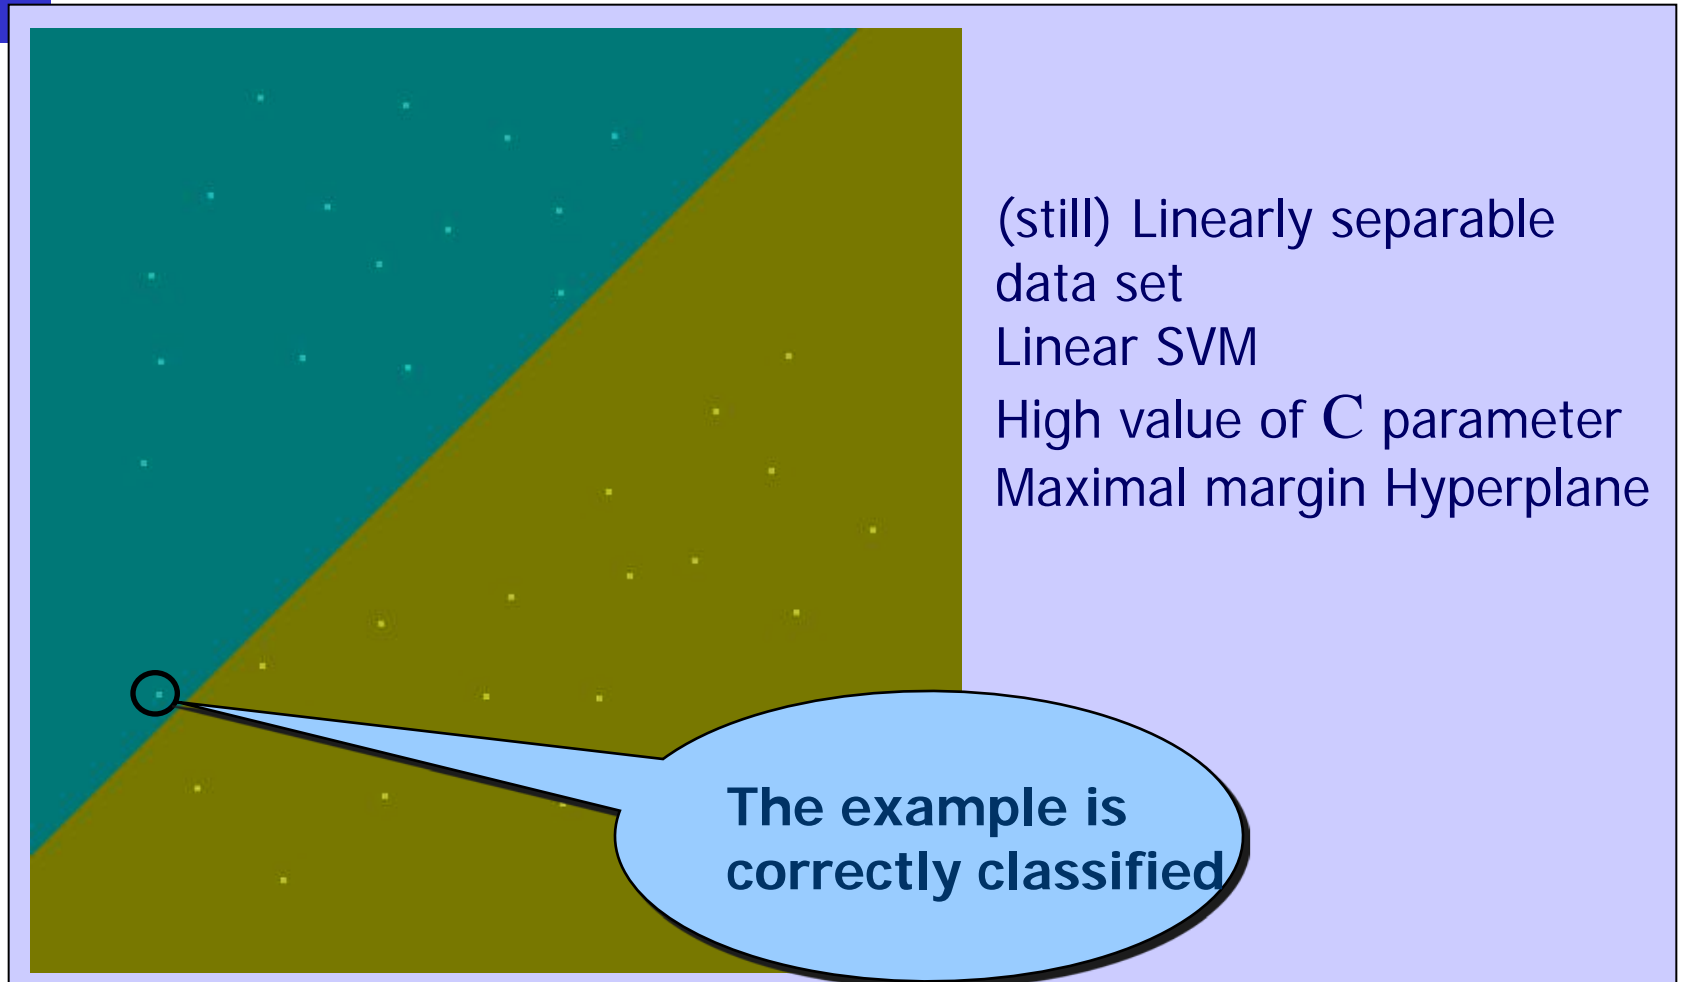 (still) Linearly separable
data set
Linear SVM
High value of C parameter
Maximal margin Hyperplane
The example is
correctly classified